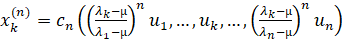 x_k^{(n)} = c_n ( ( (λ_k−μ)/(λ_1−μ) )^n u_1, …, u_k, …, ( (λ_k−μ)/(λ_n−μ) )^n u_n )